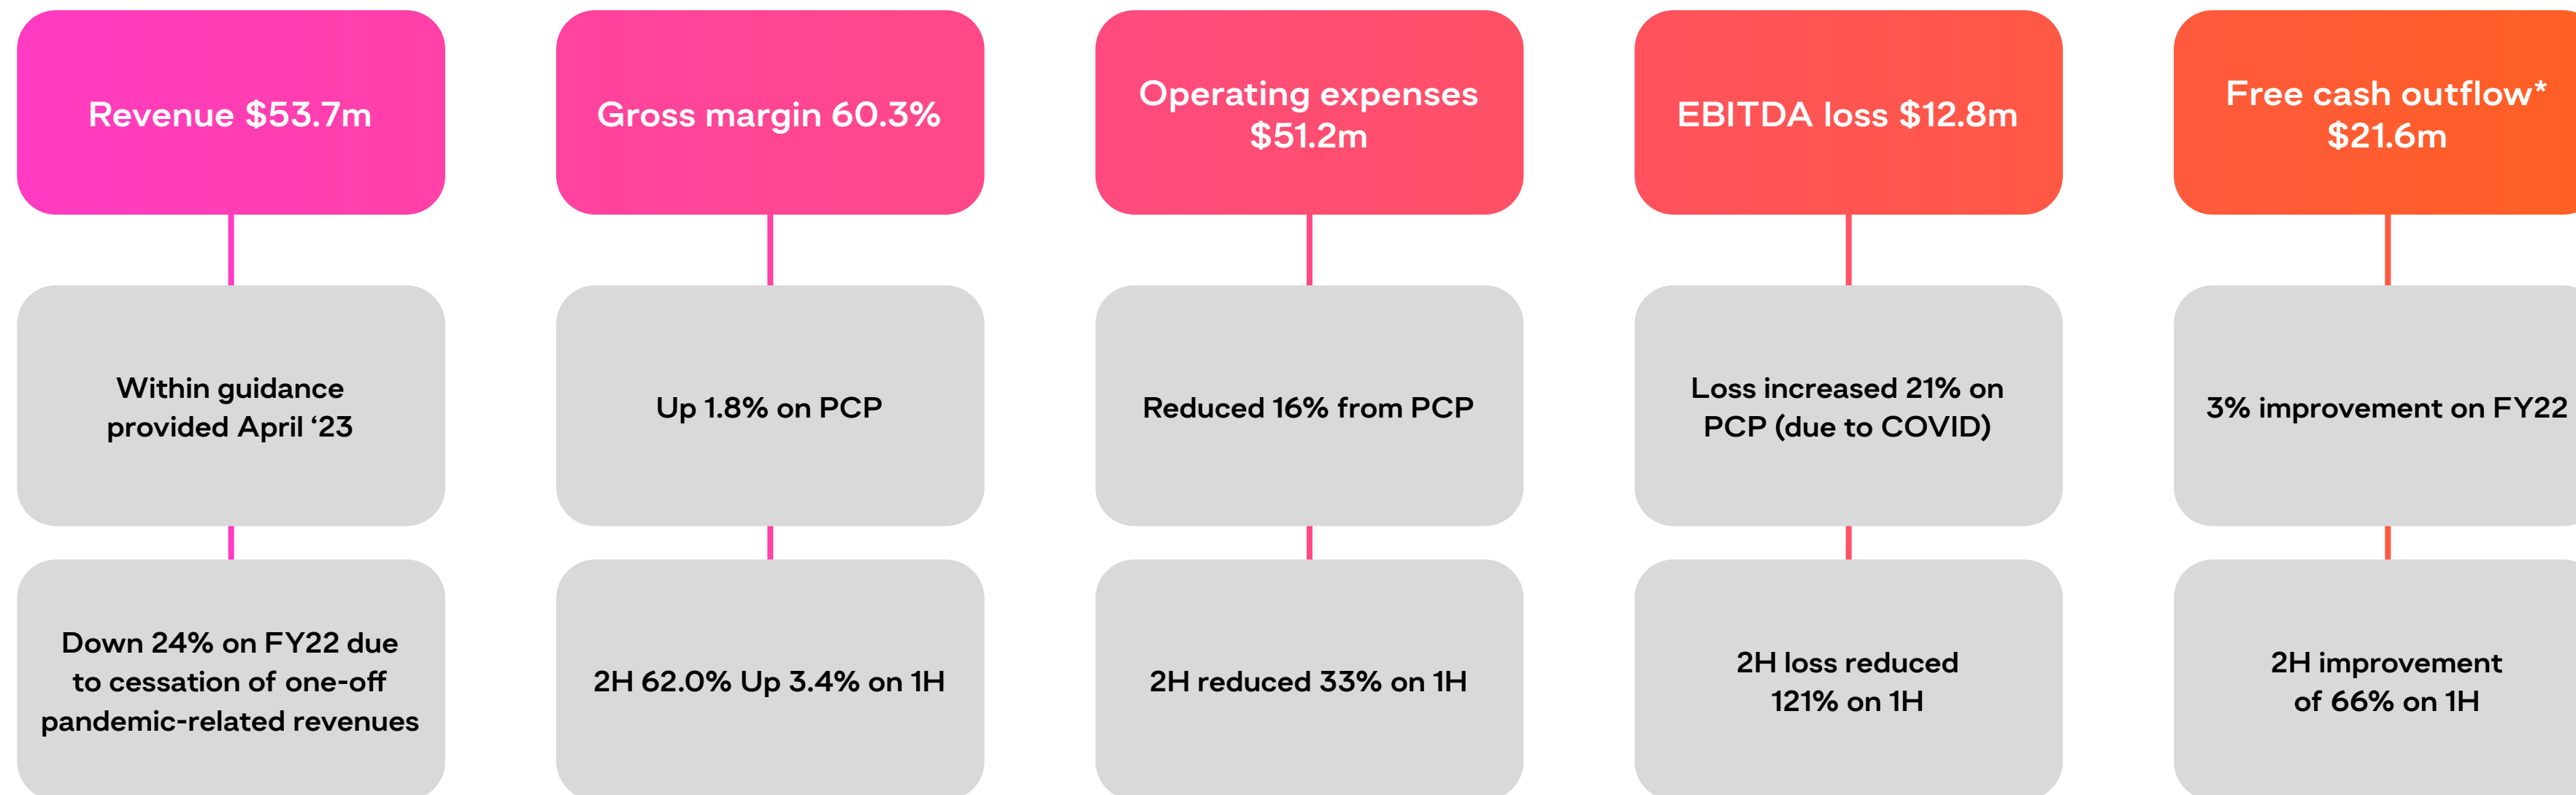 Revenue $53.7m
Within guidance
provided April ‘23
Down 24% on FY22 due
to cessation of one-off
pandemic-related revenues
Gross margin 60.3%
Up 1.8% on PCP
2H 62.0% Up 3.4% on 1H
Operating expenses
$51.2m
Reduced 16% from PCP
2H reduced 33% on 1H
EBITDA loss $12.8m
Loss increased 21% on
PCP (due to COVID)
2H loss reduced
121% on 1H
Free cash outflow*
$21.6m
3% improvement on FY22
2H improvement
of 66% on 1H